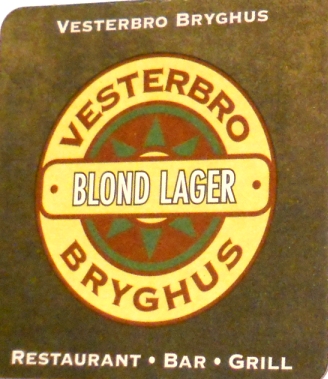 VESTERBRO BRYGHUS
VESTERBRO
• BLOND LAGER •
BRYGHUS
RESTAURANT • BAR • GRILL